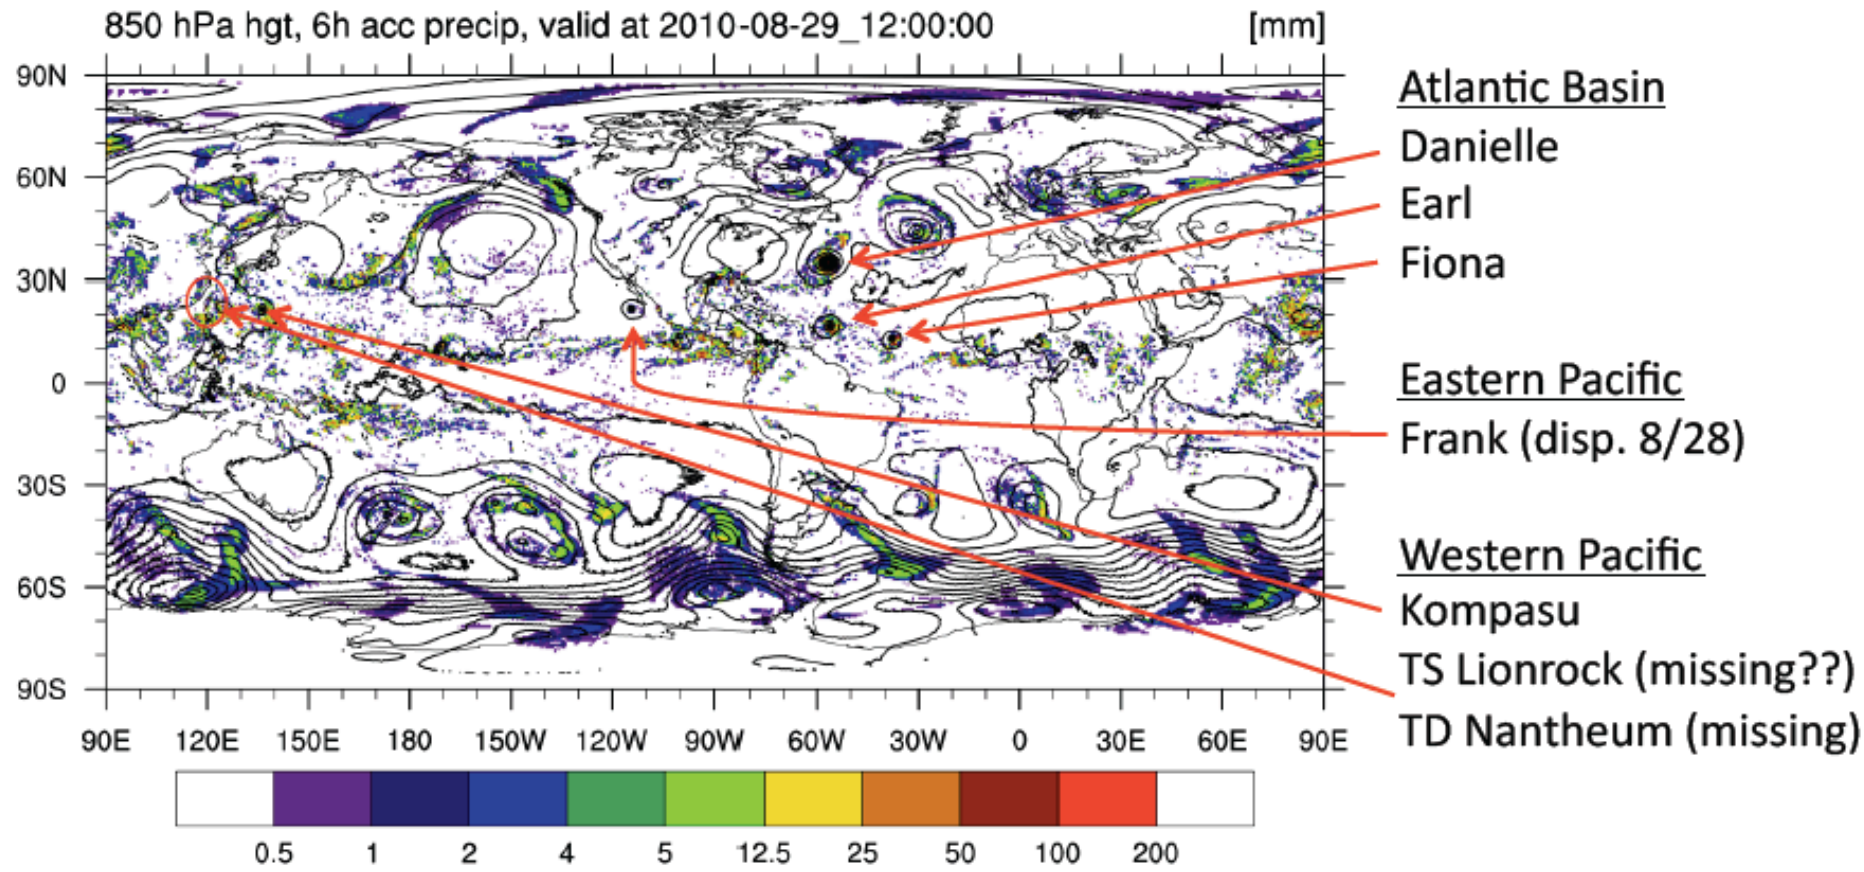 850 hPa hgt, 6h acc precip, valid at 2010-08-29_12:00:00 [mm]
90N
60N
30N
0
30S
60S
90S
90E 120E 150E 180 150W 120W 90W 60W 30W 0 30E 60E 90E
0.5 1 2 4 5 12.5 25 50 100 200
Atlantic Basin
Danielle
Earl
Fiona
Eastern Pacific
Frank (disp. 8/28)
Western Pacific
Kompasu
TS Lionrock (missing??)
TD Nantheum (missing)